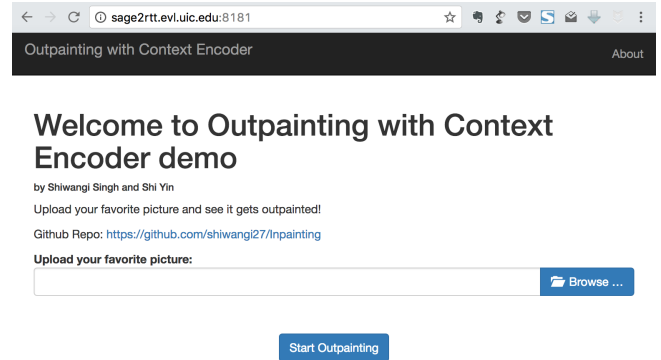 sage2rtt.evl.uic.edu:8181
Outpainting with Context Encoder
About
Welcome to Outpainting with Context
Encoder demo
by Shiwangi Singh and Shi Yin
Upload your favorite picture and see it gets outpainted!
Github Repo: https://github.com/shiwangi27/Inpainting
Upload your favorite picture:
Browse ...
Start Outpainting